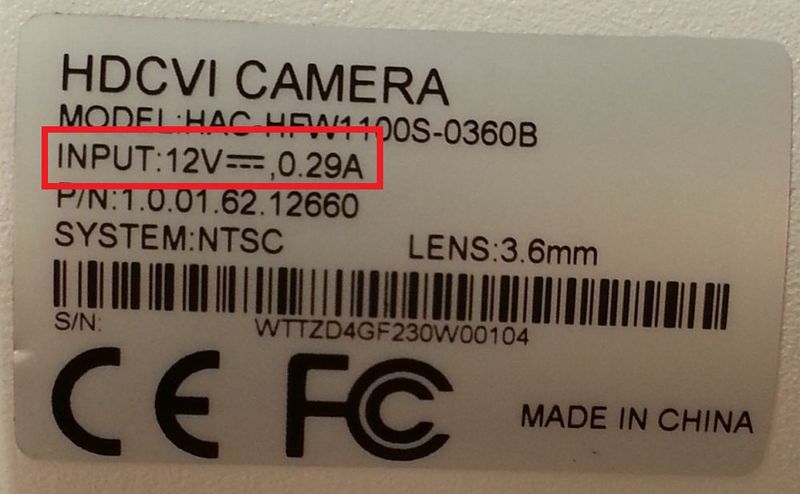 HDCVI CAMERA
MODEL:HAC-HFW1100S-0360B
INPUT:12V⎓,0.29A
P/N:1.0.01.62.12660
SYSTEM:NTSC LENS:3.6mm
S/N: WTTZD4GF230W00104
CE FC MADE IN CHINA